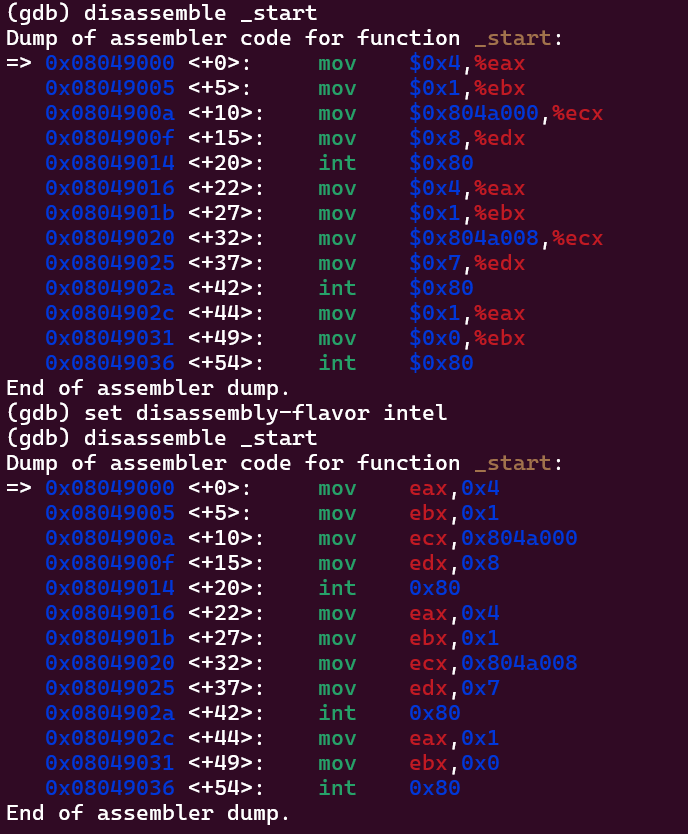 (gdb) disassemble _start
Dump of assembler code for function _start:
=> 0x08049000 <+0>:     mov    $0x4,%eax
   0x08049005 <+5>:     mov    $0x1,%ebx
   0x0804900a <+10>:    mov    $0x804a000,%ecx
   0x0804900f <+15>:    mov    $0x8,%edx
   0x08049014 <+20>:    int    $0x80
   0x08049016 <+22>:    mov    $0x4,%eax
   0x0804901b <+27>:    mov    $0x1,%ebx
   0x08049020 <+32>:    mov    $0x804a008,%ecx
   0x08049025 <+37>:    mov    $0x7,%edx
   0x0804902a <+42>:    int    $0x80
   0x0804902c <+44>:    mov    $0x1,%eax
   0x08049031 <+49>:    mov    $0x0,%ebx
   0x08049036 <+54>:    int    $0x80
End of assembler dump.
(gdb) set disassembly-flavor intel
(gdb) disassemble _start
Dump of assembler code for function _start:
=> 0x08049000 <+0>:     mov    eax,0x4
   0x08049005 <+5>:     mov    ebx,0x1
   0x0804900a <+10>:    mov    ecx,0x804a000
   0x0804900f <+15>:    mov    edx,0x8
   0x08049014 <+20>:    int    0x80
   0x08049016 <+22>:    mov    eax,0x4
   0x0804901b <+27>:    mov    ebx,0x1
   0x08049020 <+32>:    mov    ecx,0x804a008
   0x08049025 <+37>:    mov    edx,0x7
   0x0804902a <+42>:    int    0x80
   0x0804902c <+44>:    mov    eax,0x1
   0x08049031 <+49>:    mov    ebx,0x0
   0x08049036 <+54>:    int    0x80
End of assembler dump.